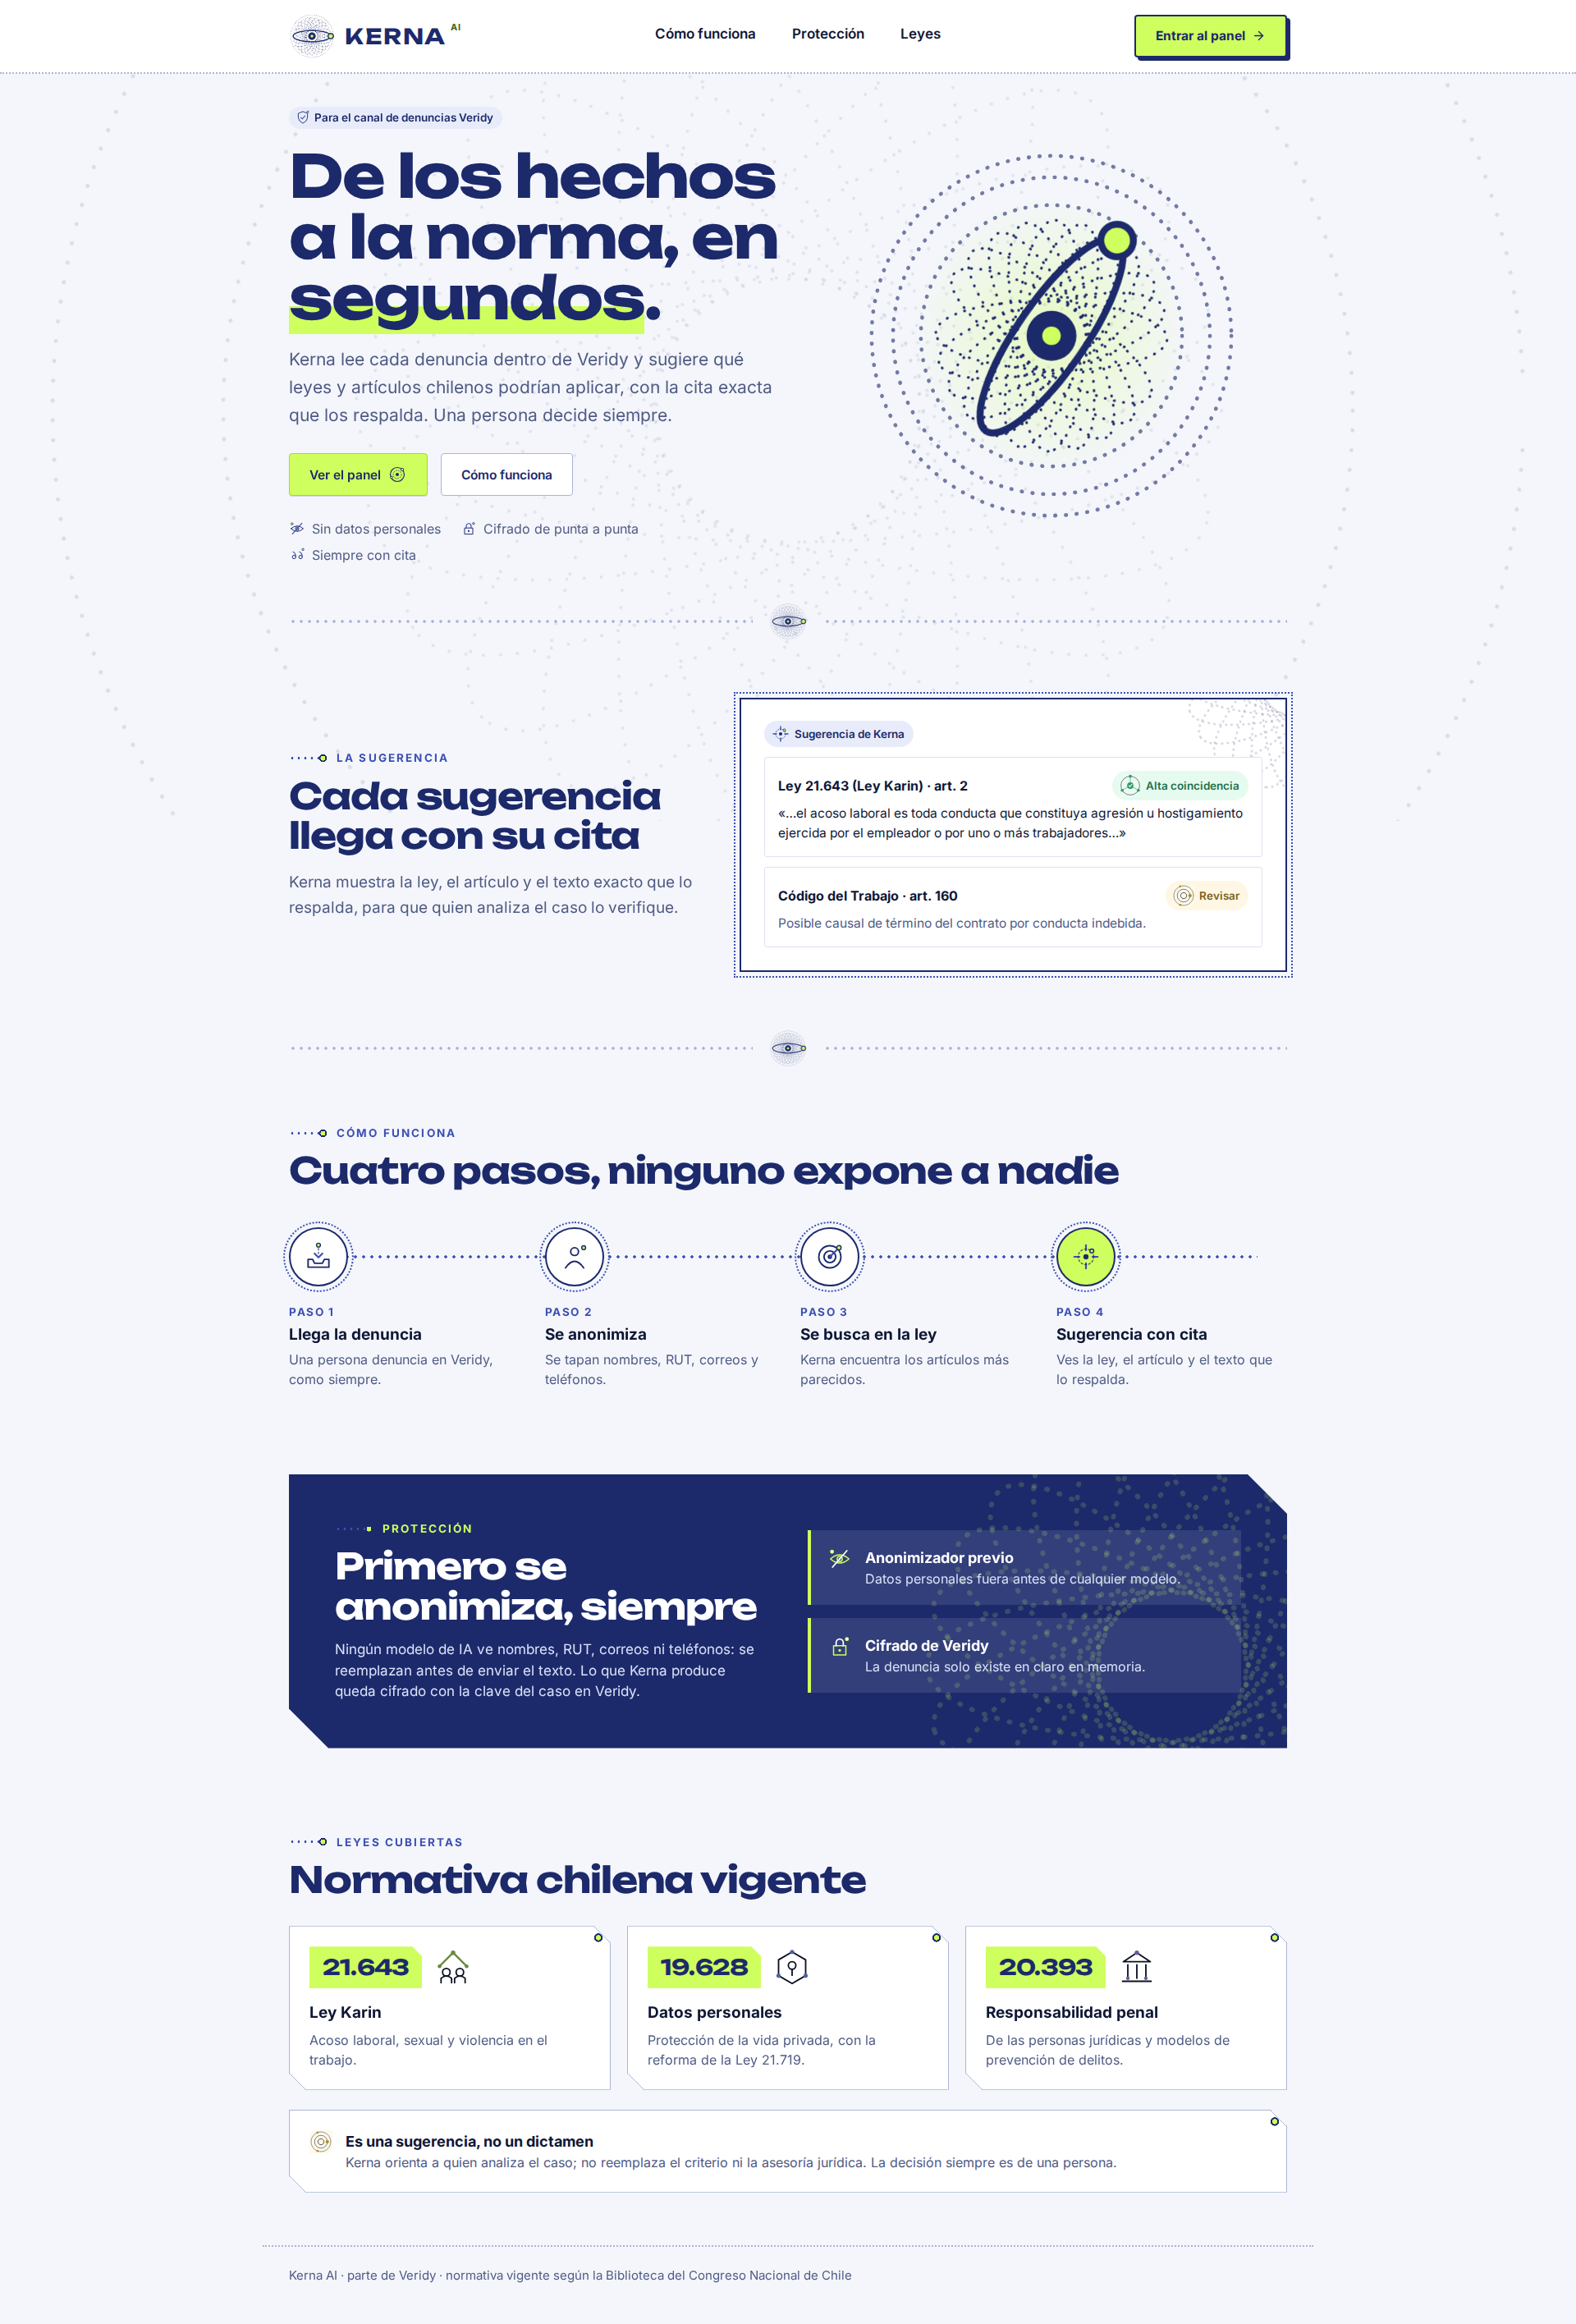 KERNA AI
Cómo funciona
Protección
Leyes
Entrar al panel
Para el canal de denuncias Veridy
De los hechos
a la norma, en
segundos.
Kerna lee cada denuncia dentro de Veridy y sugiere qué
leyes y artículos chilenos podrían aplicar, con la cita exacta
que los respalda. Una persona decide siempre.
Ver el panel
Cómo funciona
Sin datos personales
Cifrado de punta a punta
Siempre con cita
LA SUGERENCIA
Cada sugerencia
llega con su cita
Kerna muestra la ley, el artículo y el texto exacto que lo
respalda, para que quien analiza el caso lo verifique.
Sugerencia de Kerna
Ley 21.643 (Ley Karin) · art. 2
Alta coincidencia
«…el acoso laboral es toda conducta que constituya agresión u hostigamiento
ejercida por el empleador o por uno o más trabajadores…»
Código del Trabajo · art. 160
Revisar
Posible causal de término del contrato por conducta indebida.
CÓMO FUNCIONA
Cuatro pasos, ninguno expone a nadie
PASO 1
Llega la denuncia
Una persona denuncia en Veridy,
como siempre.
PASO 2
Se anonimiza
Se tapan nombres, RUT, correos y
teléfonos.
PASO 3
Se busca en la ley
Kerna encuentra los artículos más
parecidos.
PASO 4
Sugerencia con cita
Ves la ley, el artículo y el texto que
lo respalda.
PROTECCIÓN
Primero se
anonimiza, siempre
Ningún modelo de IA ve nombres, RUT, correos ni teléfonos: se
reemplazan antes de enviar el texto. Lo que Kerna produce
queda cifrado con la clave del caso en Veridy.
Anonimizador previo
Datos personales fuera antes de cualquier modelo.
Cifrado de Veridy
La denuncia solo existe en claro en memoria.
LEYES CUBIERTAS
Normativa chilena vigente
21.643
Ley Karin
Acoso laboral, sexual y violencia en el
trabajo.
19.628
Datos personales
Protección de la vida privada, con la
reforma de la Ley 21.719.
20.393
Responsabilidad penal
De las personas jurídicas y modelos de
prevención de delitos.
Es una sugerencia, no un dictamen
Kerna orienta a quien analiza el caso; no reemplaza el criterio ni la asesoría jurídica. La decisión siempre es de una persona.
Kerna AI · parte de Veridy · normativa vigente según la Biblioteca del Congreso Nacional de Chile